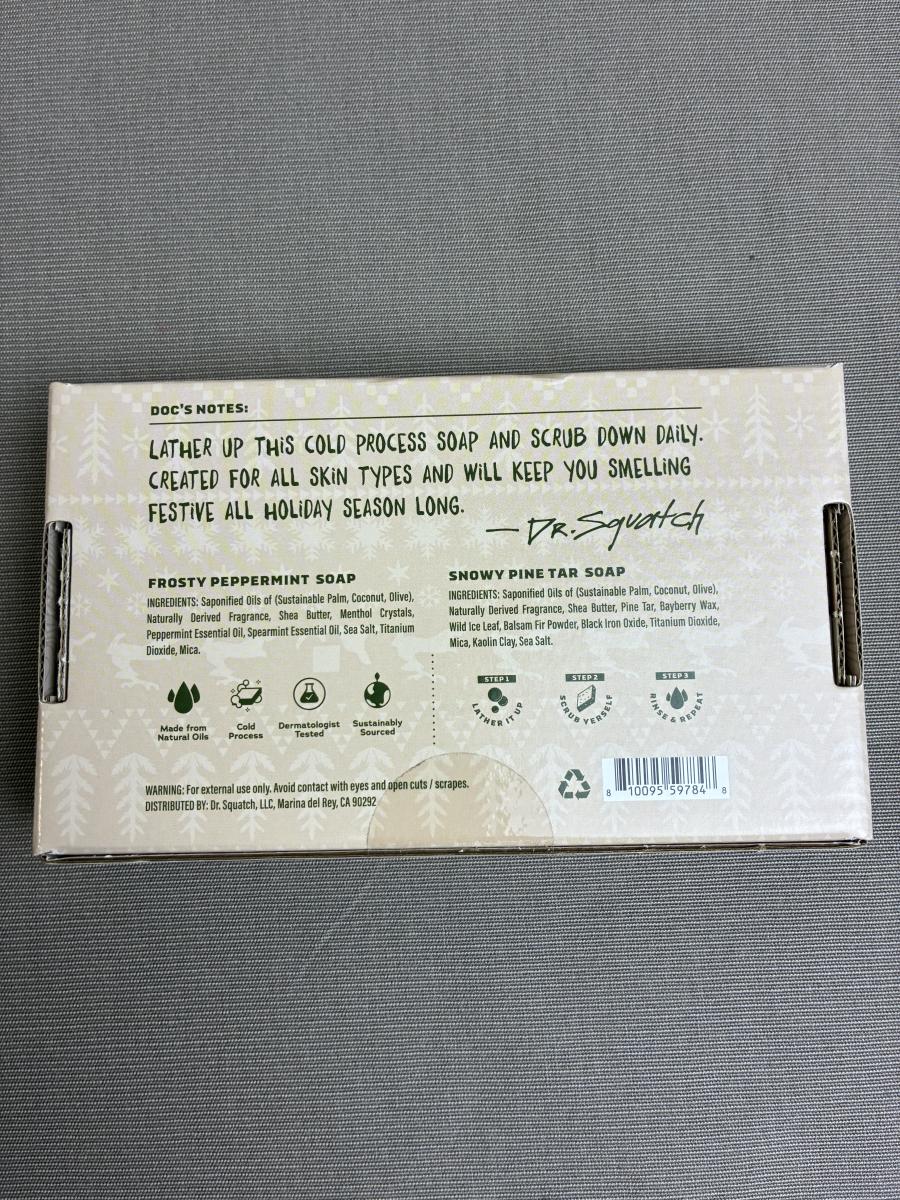 DOC'S NOTES:
LATHER UP THIS COLD PROCESS SOAP AND SCRUB DOWN DAILY.
CREATED FOR ALL SKIN TYPES AND WILL KEEP YOU SMELLING
FESTIVE ALL HOLIDAY SEASON LONG.
— DR. Squatch
FROSTY PEPPERMINT SOAP
INGREDIENTS: Saponified Oils of (Sustainable Palm, Coconut, Olive),
Naturally Derived Fragrance, Shea Butter, Menthol Crystals,
Peppermint Essential Oil, Spearmint Essential Oil, Sea Salt, Titanium
Dioxide, Mica.
SNOWY PINE TAR SOAP
INGREDIENTS: Saponified Oils of (Sustainable Palm, Coconut, Olive),
Naturally Derived Fragrance, Shea Butter, Pine Tar, Bayberry Wax,
Wild Ice Leaf, Balsam Fir Powder, Black Iron Oxide, Titanium Dioxide,
Mica, Kaolin Clay, Sea Salt.
Made from
Natural Oils
Cold
Process
Dermatologist
Tested
Sustainably
Sourced
STEP 1
LATHER IT UP
STEP 2
SCRUB YERSELF
STEP 3
RINSE & REPEAT
WARNING: For external use only. Avoid contact with eyes and open cuts / scrapes.
DISTRIBUTED BY: Dr. Squatch, LLC, Marina del Rey, CA 90292
8 10095 59784 8